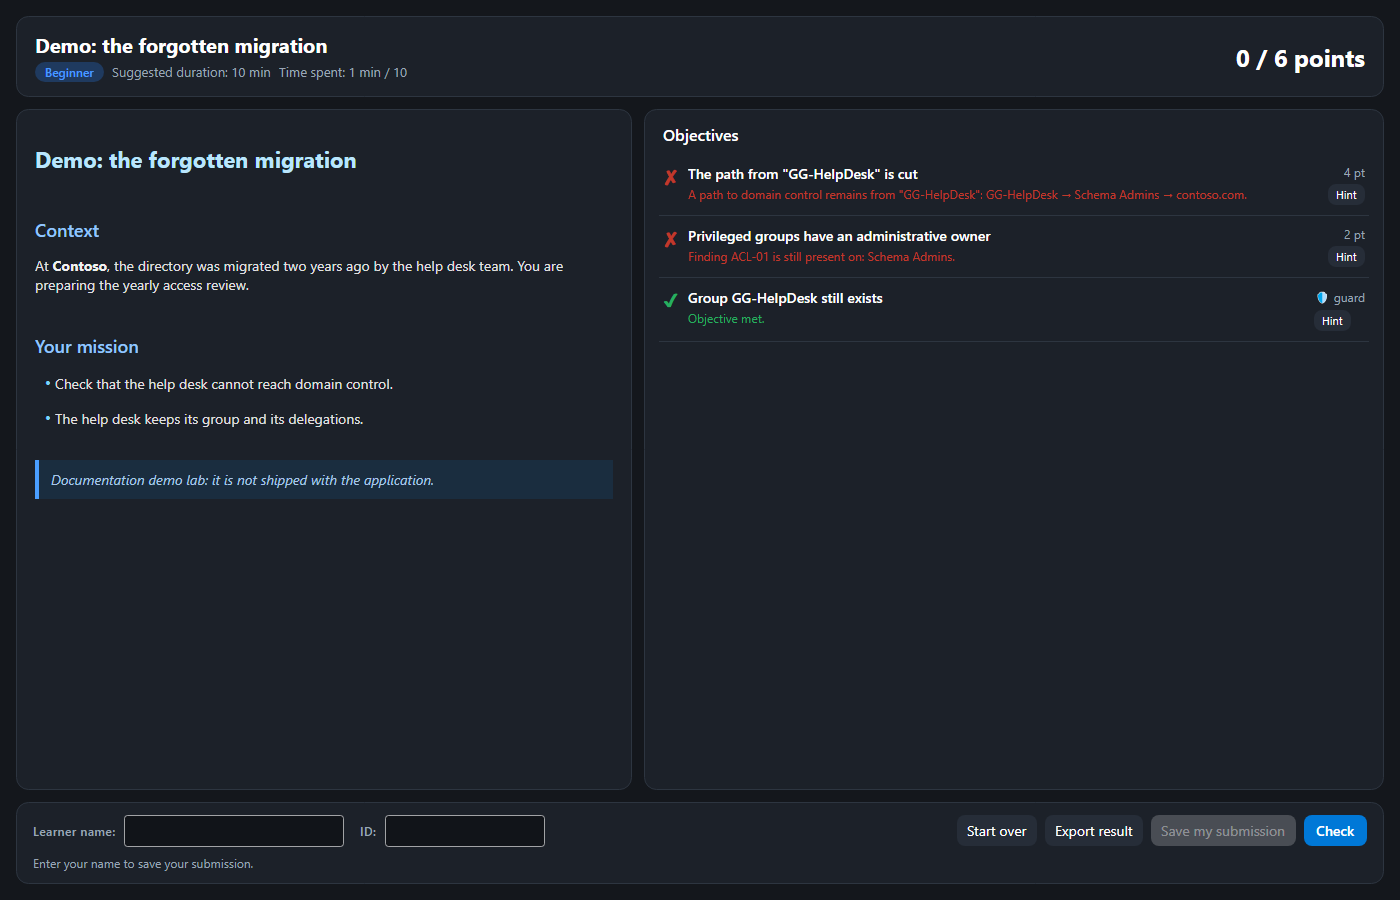 Demo: the forgotten migration
Beginner Suggested duration: 10 min Time spent: 1 min / 10
0 / 6 points
Demo: the forgotten migration
Context
At Contoso, the directory was migrated two years ago by the help desk team. You are
preparing the yearly access review.
Your mission
• Check that the help desk cannot reach domain control.
• The help desk keeps its group and its delegations.
Documentation demo lab: it is not shipped with the application.
Objectives
✘ The path from "GG-HelpDesk" is cut 4 pt
A path to domain control remains from "GG-HelpDesk": GG-HelpDesk → Schema Admins → contoso.com. Hint
✘ Privileged groups have an administrative owner 2 pt
Finding ACL-01 is still present on: Schema Admins. Hint
✔ Group GG-HelpDesk still exists guard
Objective met. Hint
Learner name: ID: Start over Export result Save my submission Check
Enter your name to save your submission.